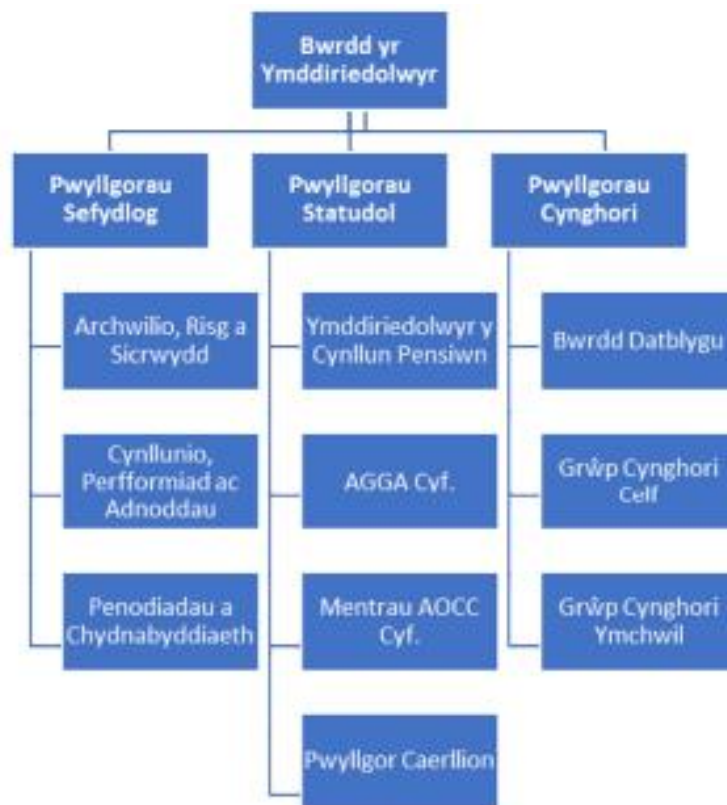 Bwrdd yr
Ymddiriedolwyr
Pwyllgorau
Sefydlog
Pwyllgorau
Statudol
Pwyllgorau
Cynghori
Archwilio, Risg a
Sicrwydd
Ymddiriedolwyr y
Cynllun Pensiwn
Bwrdd Datblygu
Cynllunio,
Perfformiad ac
Adnoddau
AGGA Cyf.
Grŵp Cynghori
Celf
Penodiadau a
Chydnabyddiaeth
Mentrau AOCC
Cyf.
Grŵp Cynghori
Ymchwil
Pwyllgor Caerllion